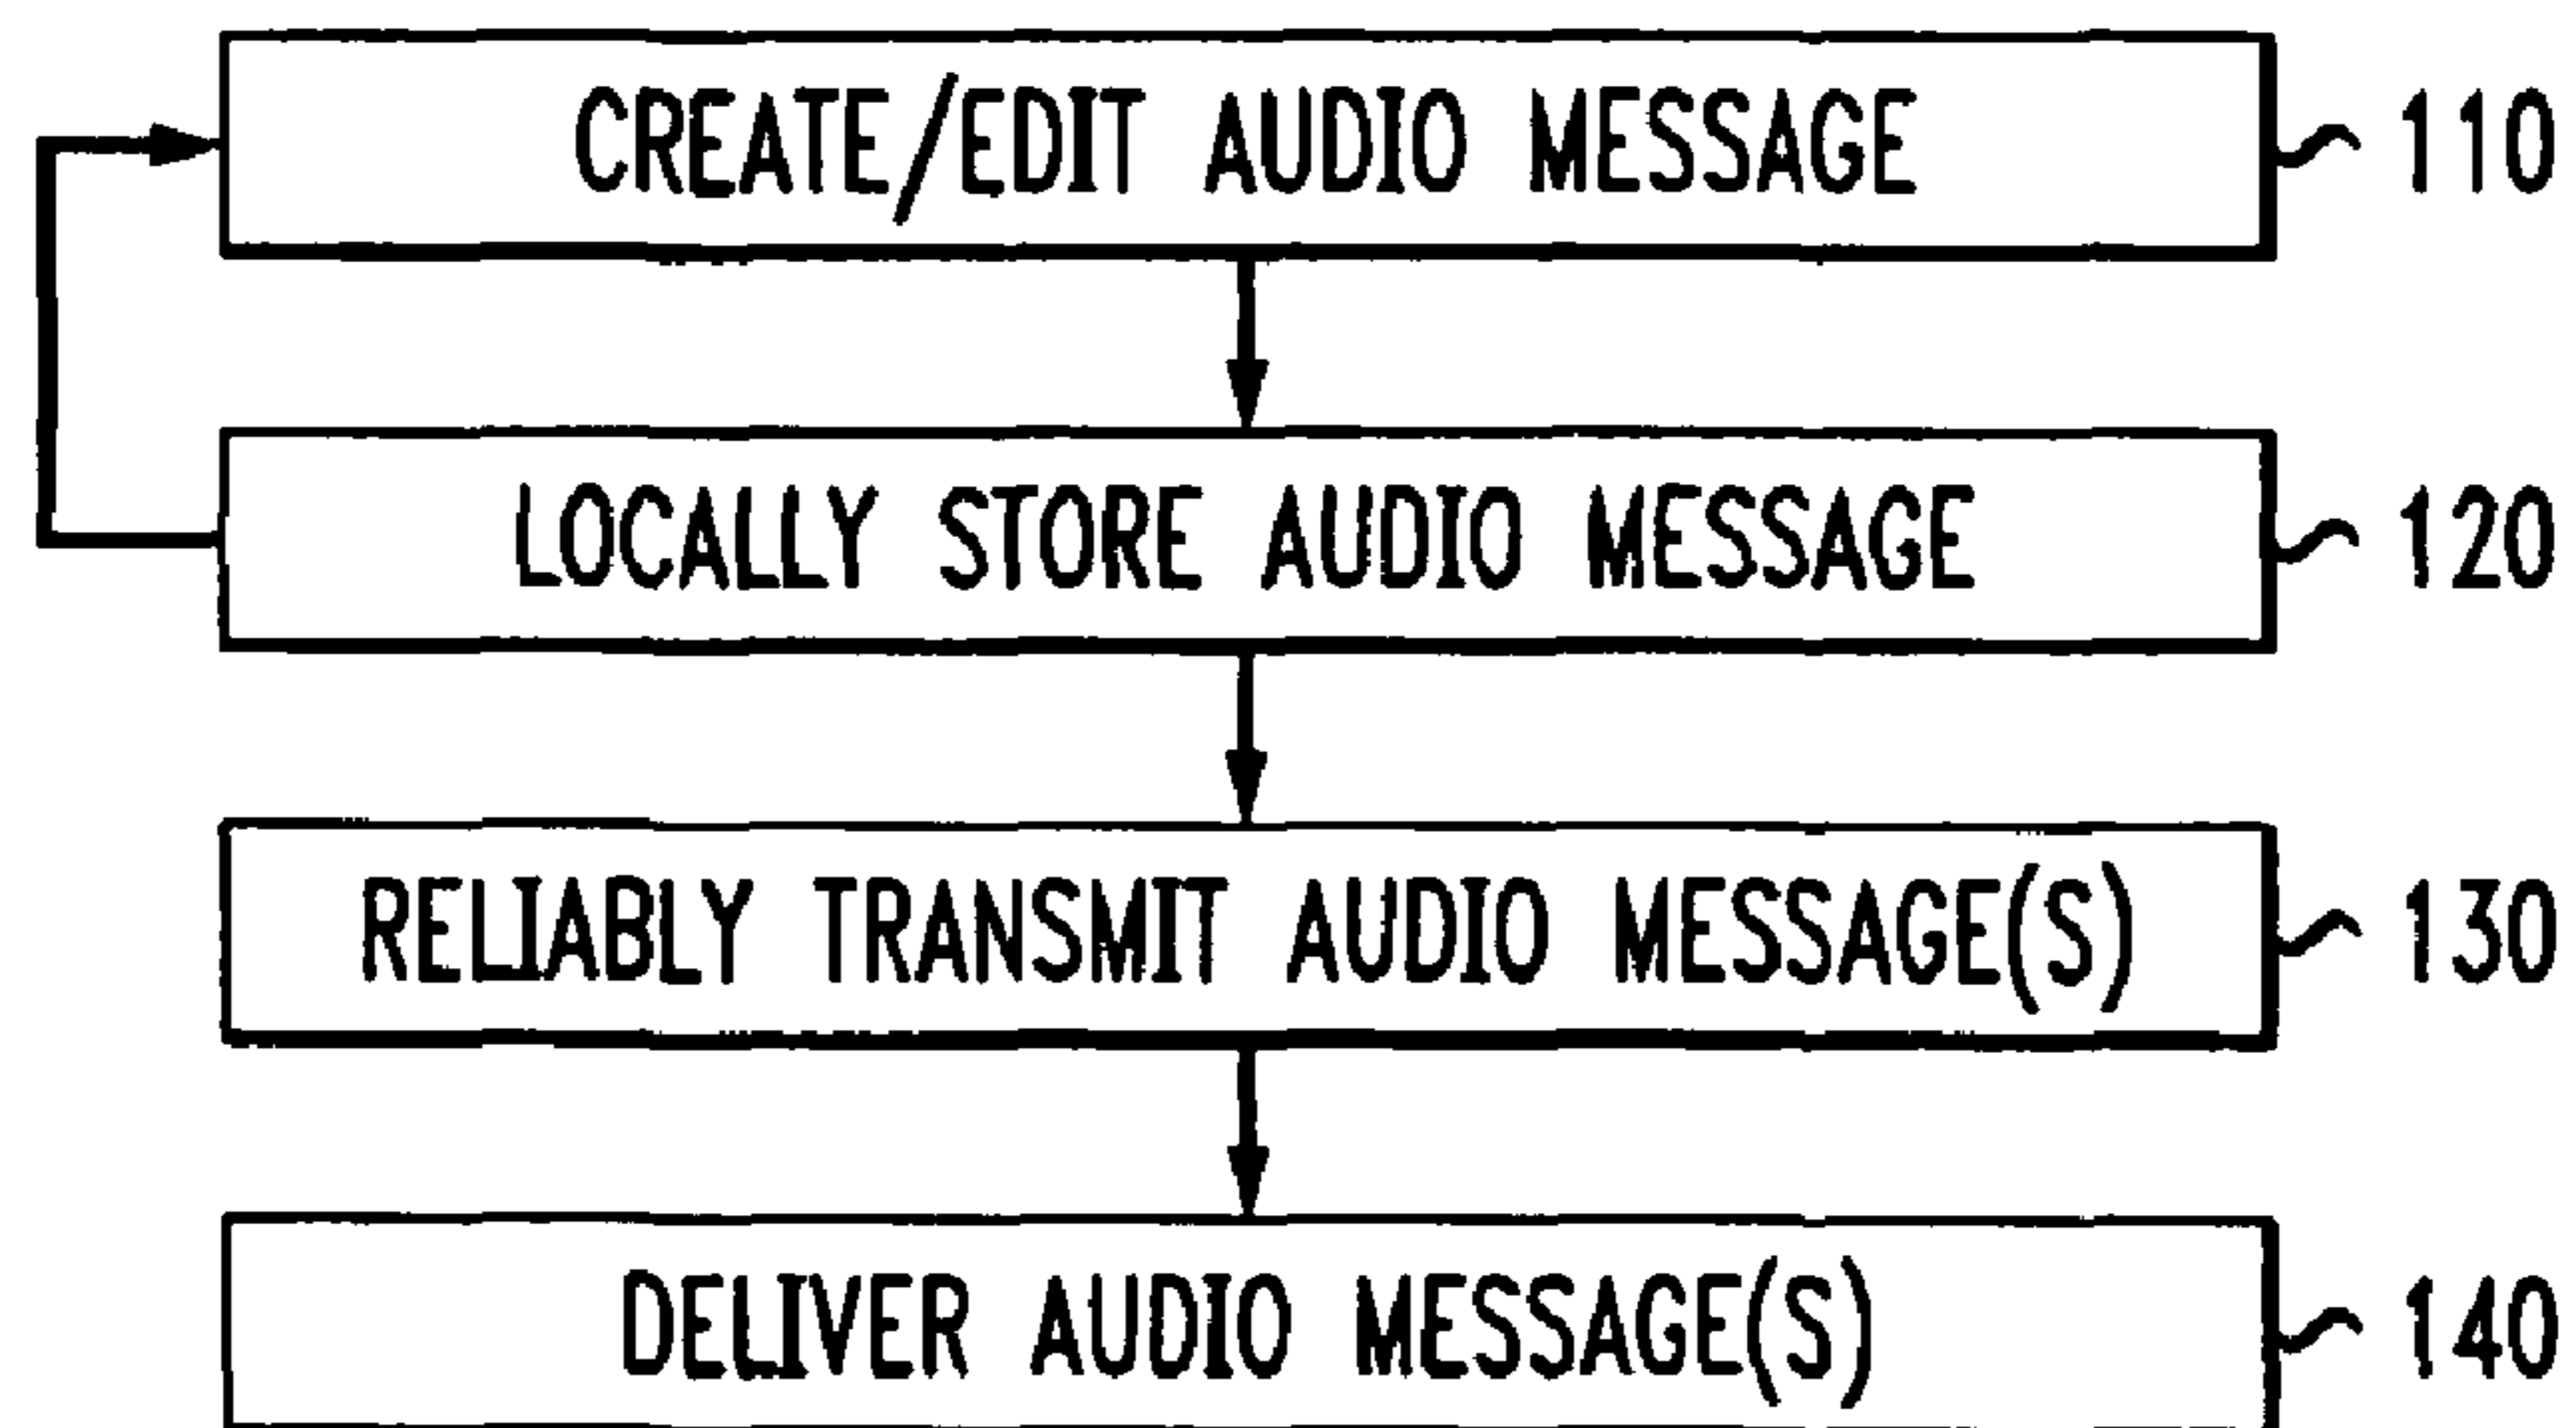 CREATE/EDIT AUDIO MESSAGE 110
LOCALLY STORE AUDIO MESSAGE 120
RELIABLY TRANSMIT AUDIO MESSAGE(S) 130
DELIVER AUDIO MESSAGE(S) 140